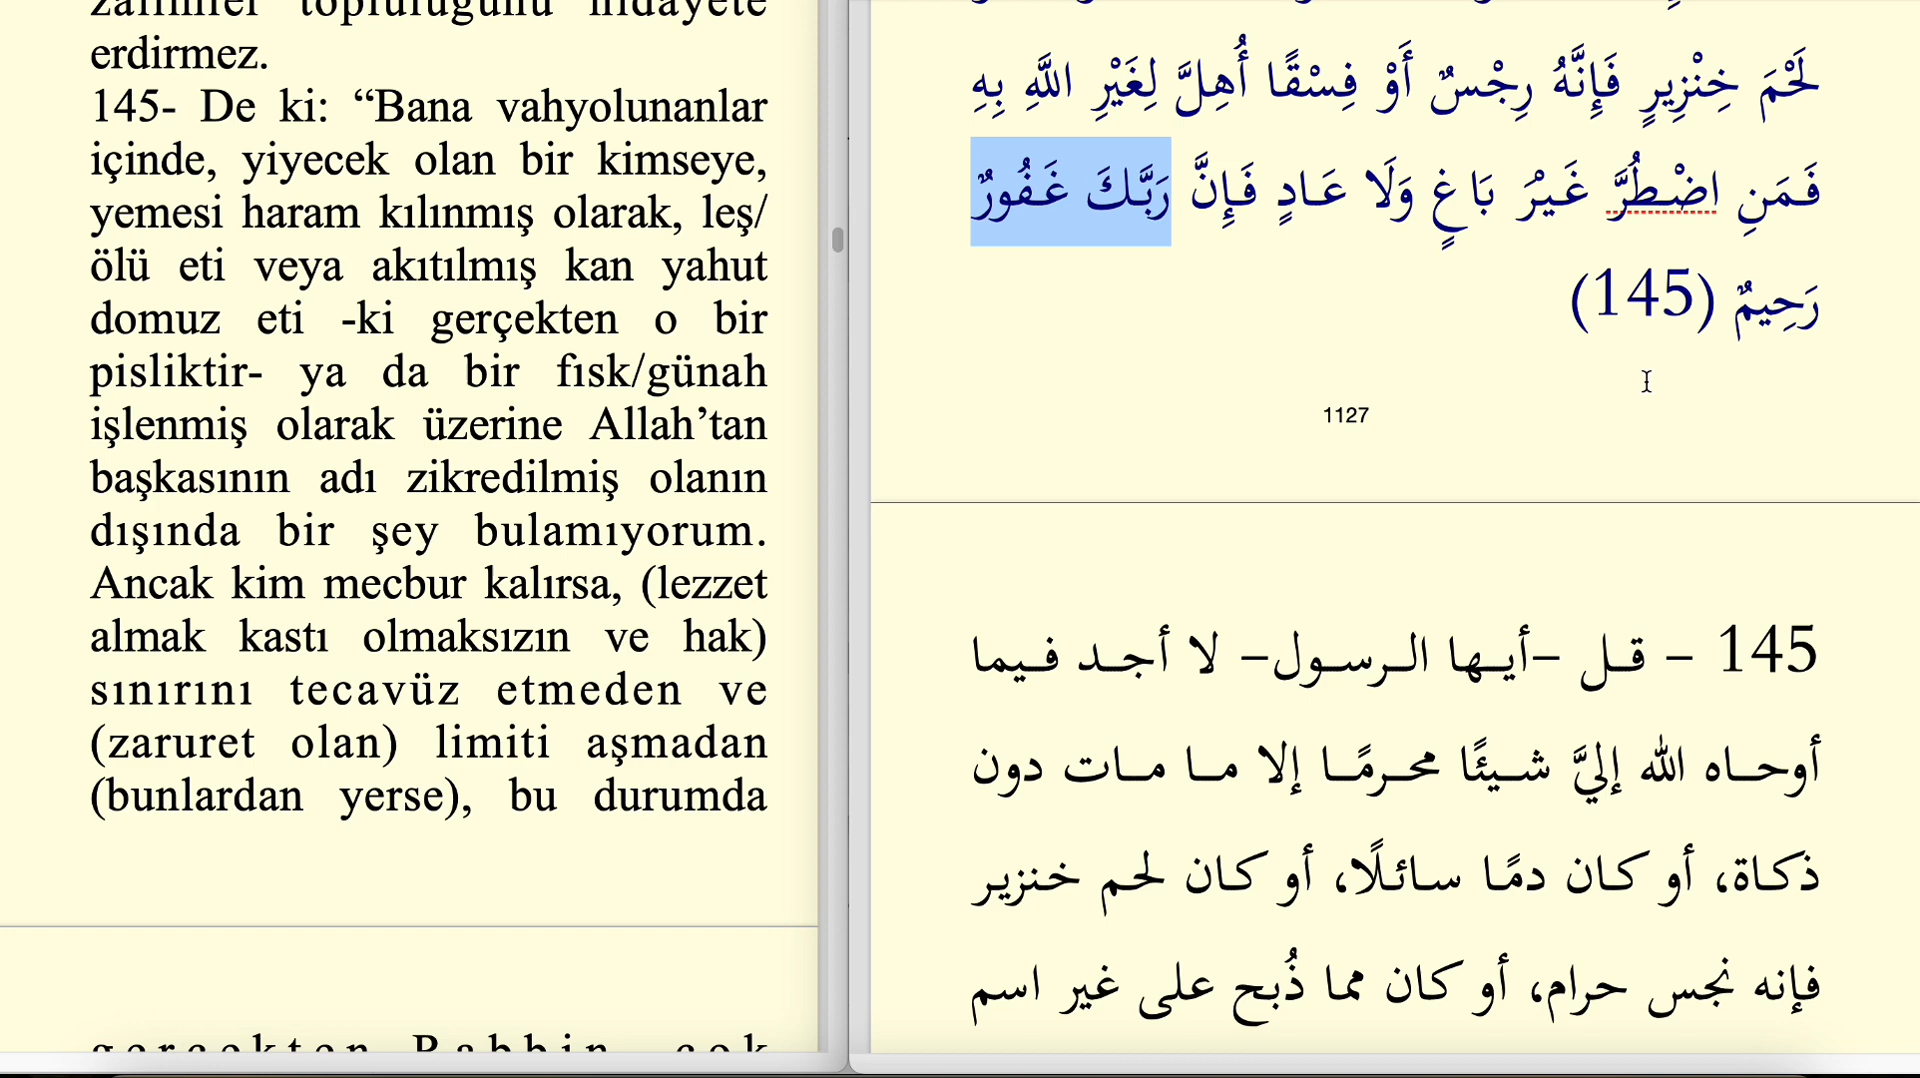 topluluğunu hidayete
erdirmez.
145- De ki: “Bana vahyolunanlar
içinde, yiyecek olan bir kimseye,
yemesi haram kılınmış olarak, leş/
ölü eti veya akıtılmış kan yahut
domuz eti -ki gerçekten o bir
pisliktir- ya da bir fısk/günah
işlenmiş olarak üzerine Allah’tan
başkasının adı zikredilmiş olanın
dışında bir şey bulamıyorum.
Ancak kim mecbur kalırsa, (lezzet
almak kastı olmaksızın ve hak)
sınırını tecavüz etmeden ve
(zaruret olan) limiti aşmadan
(bunlardan yerse), bu durumda
gerçekten Rabbin, çok
لَحْمَ خِنْزِيرٍ فَإِنَّهُ رِجْسٌ أَوْ فِسْقًا أُهِلَّ لِغَيْرِ اللَّهِ بِهِ
فَمَنِ اضْطُرَّ غَيْرَ بَاغٍ وَلَا عَادٍ فَإِنَّ رَبَّكَ غَفُورٌ
رَحِيمٌ (145)
1127
145 – قل –أيها الرسول– لا أجد فيما
أوحاه الله إليَّ شيئًا محرمًا إلا ما مات دون
ذكاة، أو كان دمًا سائلًا، أو كان لحم خنزير
فإنه نجس حرام، أو كان مما ذُبح على غير اسم